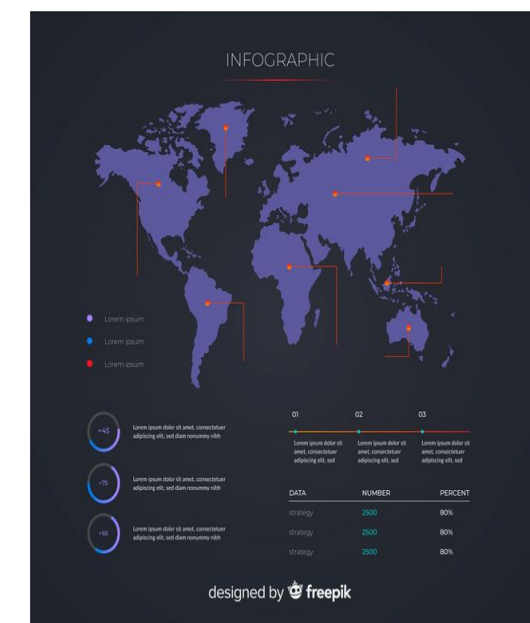 INFOGRAPHIC
Lorem ipsum
Lorem ipsum
Lorem ipsum
+45
Lorem ipsum dolor sit amet, consectetuer
adipiscing elit, sed diam nonummy nibh
+75
Lorem ipsum dolor sit amet, consectetuer
adipiscing elit, sed diam nonummy nibh
+65
Lorem ipsum dolor sit amet, consectetuer
adipiscing elit, sed diam nonummy nibh
01 02 03
Lorem ipsum dolor sit Lorem ipsum dolor sit Lorem ipsum dolor sit
amet, consectetuer amet, consectetuer amet, consectetuer
adipiscing elit, sed adipiscing elit, sed adipiscing elit, sed
DATA NUMBER PERCENT
strategy 2500 80%
strategy 2500 80%
strategy 2500 80%
designed by freepik